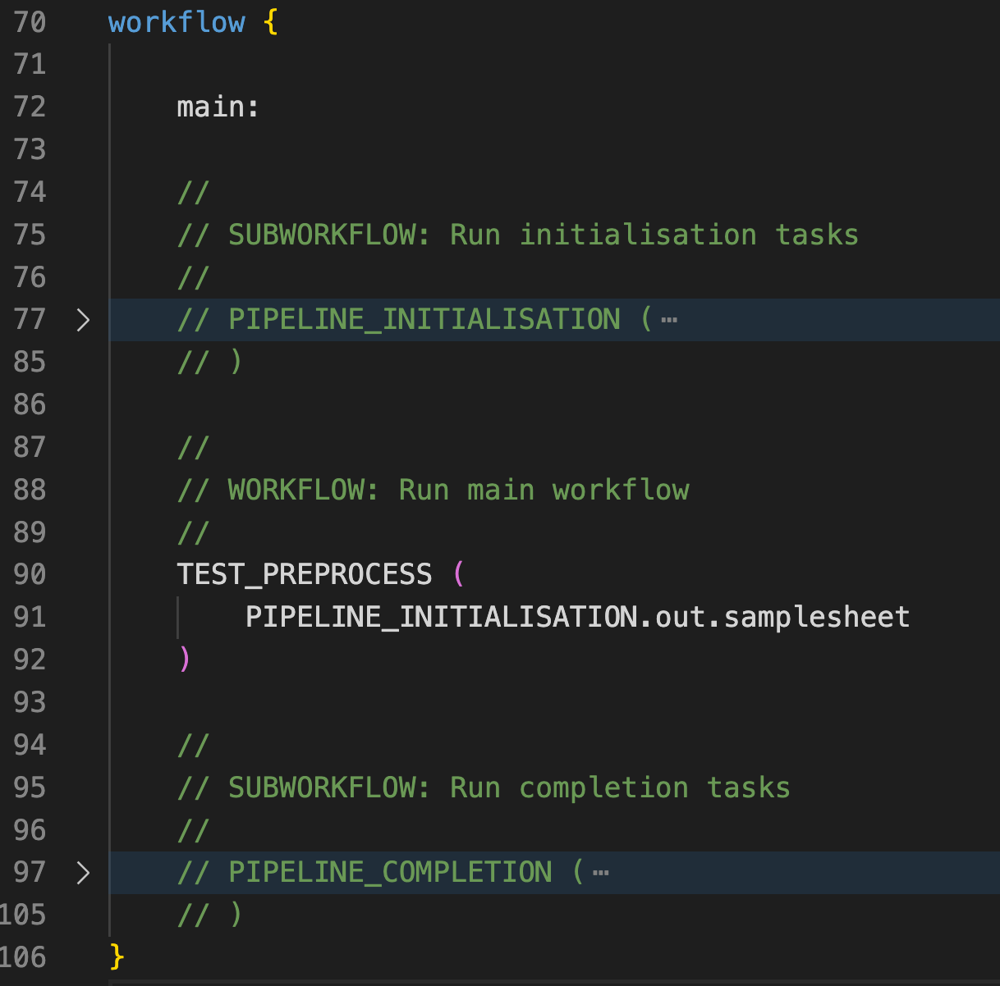 70 workflow {
71
72 main:
73
74 //
75 // SUBWORKFLOW: Run initialisation tasks
76 //
77 // PIPELINE_INITIALISATION ( ⋯
85 // )
86
87 //
88 // WORKFLOW: Run main workflow
89 //
90 TEST_PREPROCESS (
91 PIPELINE_INITIALISATION.out.samplesheet
92 )
93
94 //
95 // SUBWORKFLOW: Run completion tasks
96 //
97 // PIPELINE_COMPLETION ( ⋯
105 // )
106 }